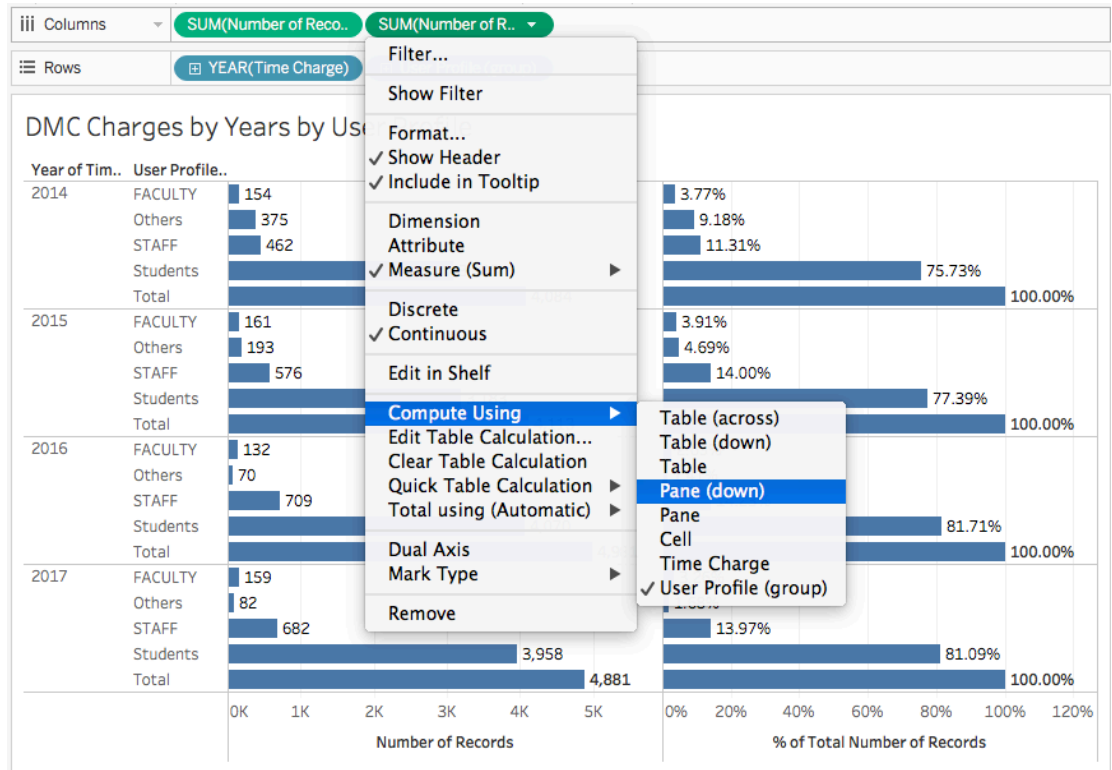 Columns SUM(Number of Reco.. SUM(Number of R..
Rows YEAR(Time Charge)
DMC Charges by Years by Us
Year of Tim.. User Profile..
2014 FACULTY 154 3.77%
Others 375 9.18%
STAFF 462 11.31%
Students 75.73%
Total 100.00%
2015 FACULTY 161 3.91%
Others 193 4.69%
STAFF 576 14.00%
Students 77.39%
Total 100.00%
2016 FACULTY 132
Others 70
STAFF 709
Students 81.71%
Total 100.00%
2017 FACULTY 159
Others 82
STAFF 682 13.97%
Students 3,958 81.09%
Total 4,881 100.00%
0K 1K 2K 3K 4K 5K 0% 20% 40% 60% 80% 100% 120%
Number of Records % of Total Number of Records
Filter...
Show Filter
Format...
✓ Show Header
✓ Include in Tooltip
Dimension
Attribute
✓ Measure (Sum)
Discrete
✓ Continuous
Edit in Shelf
Compute Using
Edit Table Calculation...
Clear Table Calculation
Quick Table Calculation
Total using (Automatic)
Dual Axis
Mark Type
Remove
Table (across)
Table (down)
Table
Pane (down)
Pane
Cell
Time Charge
✓ User Profile (group)